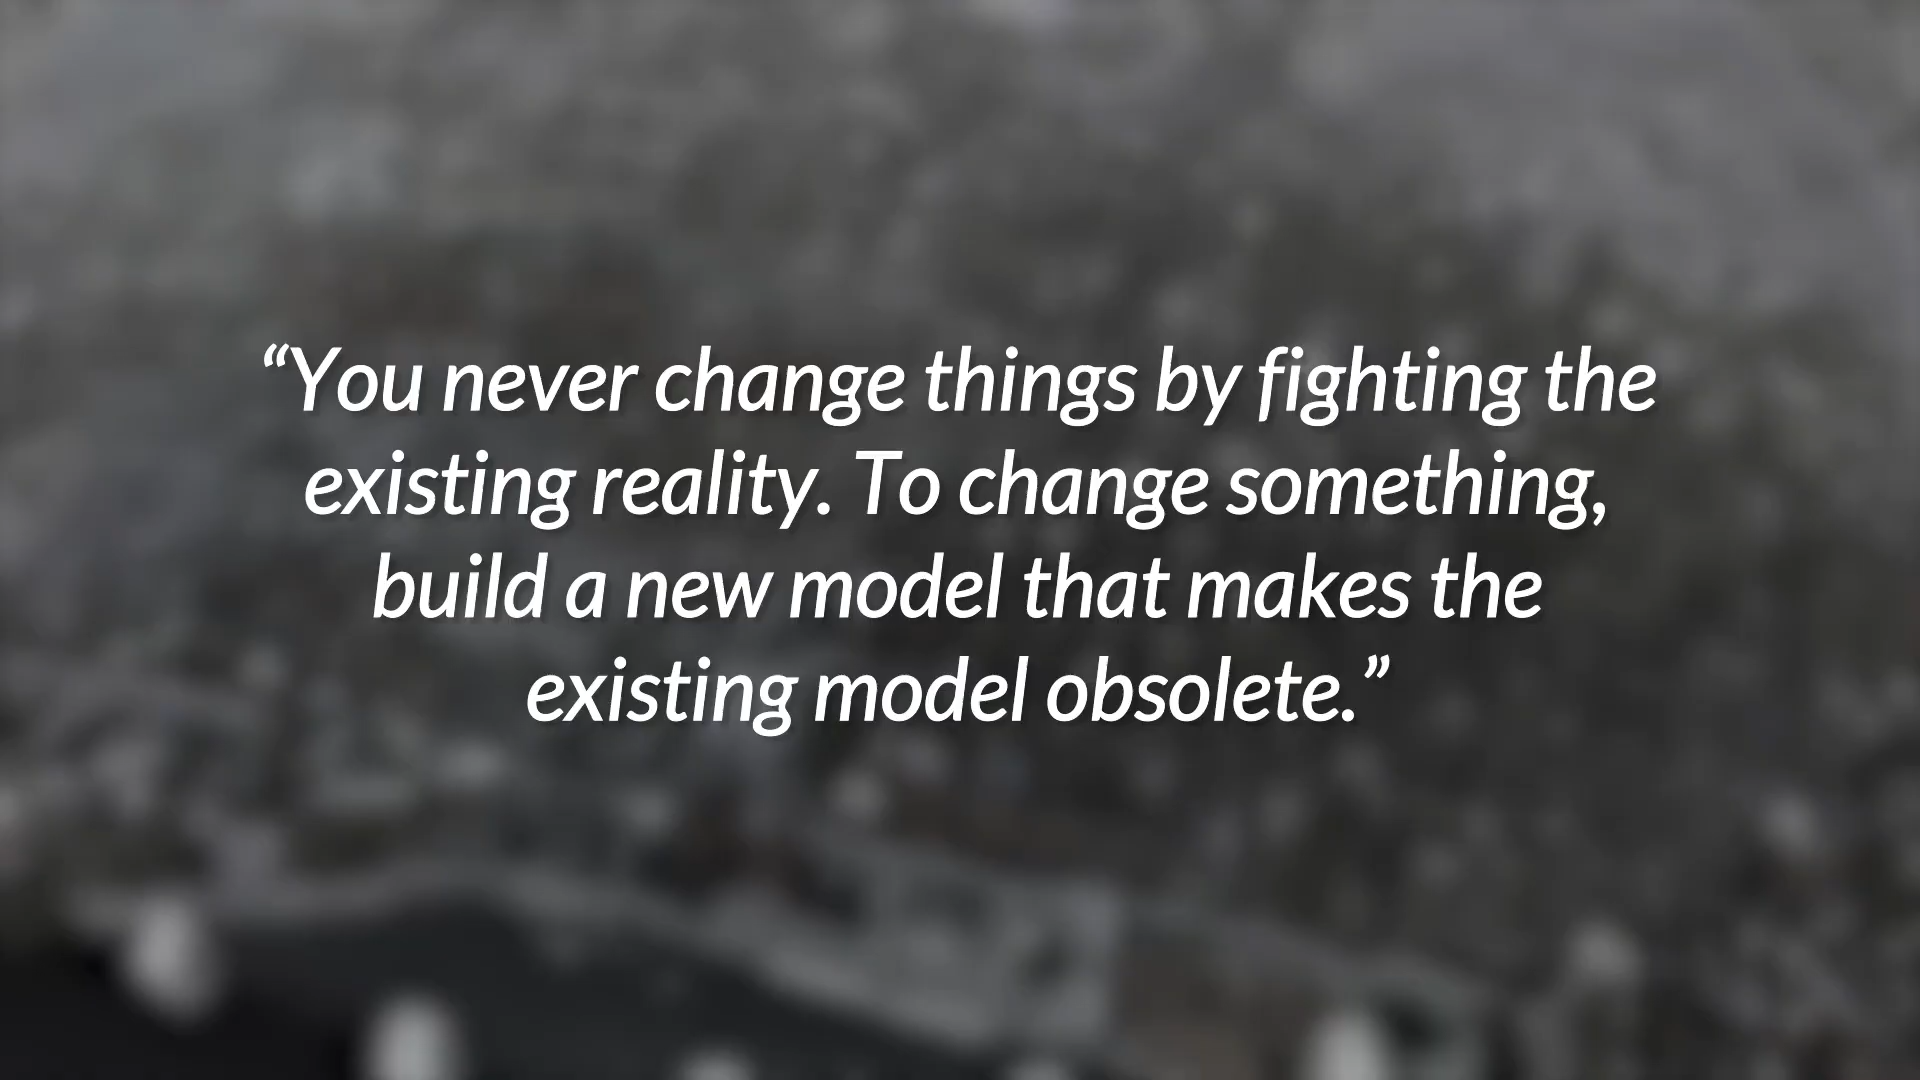 “You never change things by fighting the
existing reality. To change something,
build a new model that makes the
existing model obsolete.”